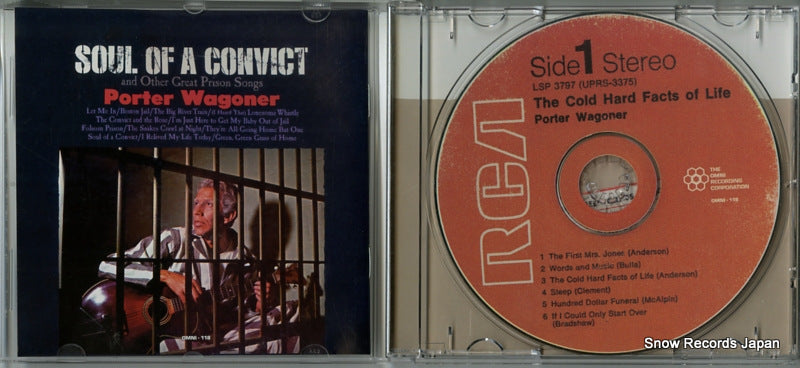 SOUL OF A CONVICT
and Other Great Prison Songs
Porter Wagoner
Let Me In/Boston Jail/The Big River Train/(I Heard That) Lonesome Whistle
The Convict and the Rose/I'm Just Here to Get My Baby Out of Jail
Folsom Prison/The Snakes Crawl at Night/They're All Going Home But One
Soul of a Convict/I Relived My Life Today/Green, Green Grass of Home
OMNI - 118
Side 1 Stereo
LSP 3797 (UPRS-3375)
The Cold Hard Facts of Life
Porter Wagoner
RCA
THE
OMNI
RECORDING
CORPORATION
OMNI - 118
1 The First Mrs. Jones (Anderson)
2 Words and Music (Bulla)
3 The Cold Hard Facts of Life (Anderson)
4 Sleep (Clement)
5 Hundred Dollar Funeral (McAlpin)
6 If I Could Only Start Over
(Bradshaw)
Snow Records Japan